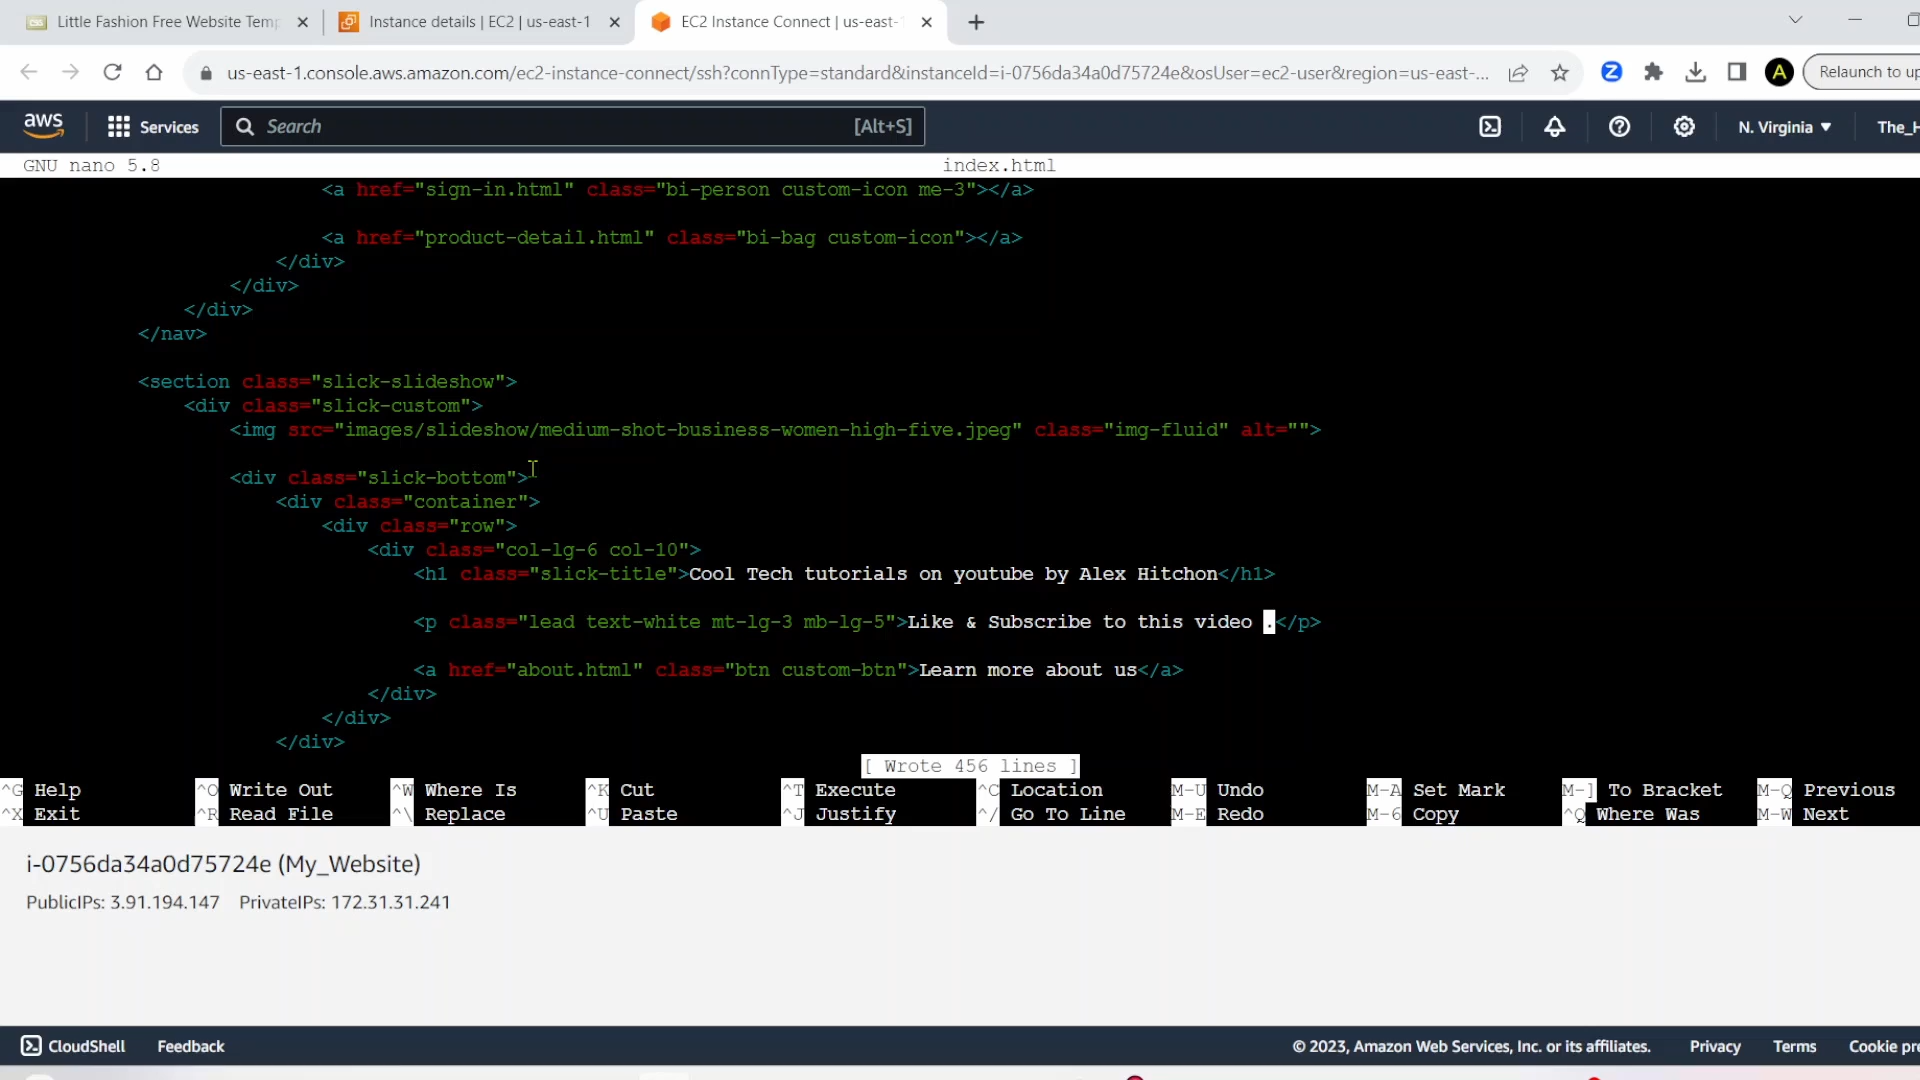 Little Fashion Free Website Temp
Instance details | EC2 | us-east-1
EC2 Instance Connect | us-east-
us-east-1.console.aws.amazon.com/ec2-instance-connect/ssh?connType=standard&instanceId=i-0756da34a0d75724e&osUser=ec2-user&region=us-east-...
A
Relaunch to up
aws
Services
Search
[Alt+S]
N. Virginia
The_H
GNU nano 5.8
index.html
<a href="sign-in.html" class="bi-person custom-icon me-3"></a>
<a href="product-detail.html" class="bi-bag custom-icon"></a>
</div>
</div>
</div>
</nav>
<section class="slick-slideshow">
<div class="slick-custom">
<img src="images/slideshow/medium-shot-business-women-high-five.jpeg" class="img-fluid" alt="">
<div class="slick-bottom">
<div class="container">
<div class="row">
<div class="col-lg-6 col-10">
<h1 class="slick-title">Cool Tech tutorials on youtube by Alex Hitchon</h1>
<p class="lead text-white mt-lg-3 mb-lg-5">Like & Subscribe to this video .</p>
<a href="about.html" class="btn custom-btn">Learn more about us</a>
</div>
</div>
</div>
[ Wrote 456 lines ]
^G Help ^O Write Out ^W Where Is ^K Cut ^T Execute ^C Location M-U Undo M-A Set Mark M-] To Bracket M-Q Previous
^X Exit ^R Read File ^\ Replace ^U Paste ^J Justify ^/ Go To Line M-E Redo M-6 Copy ^Q Where Was M-W Next
i-0756da34a0d75724e (My_Website)
PublicIPs: 3.91.194.147 PrivateIPs: 172.31.31.241
CloudShell Feedback
© 2023, Amazon Web Services, Inc. or its affiliates. Privacy Terms Cookie pre